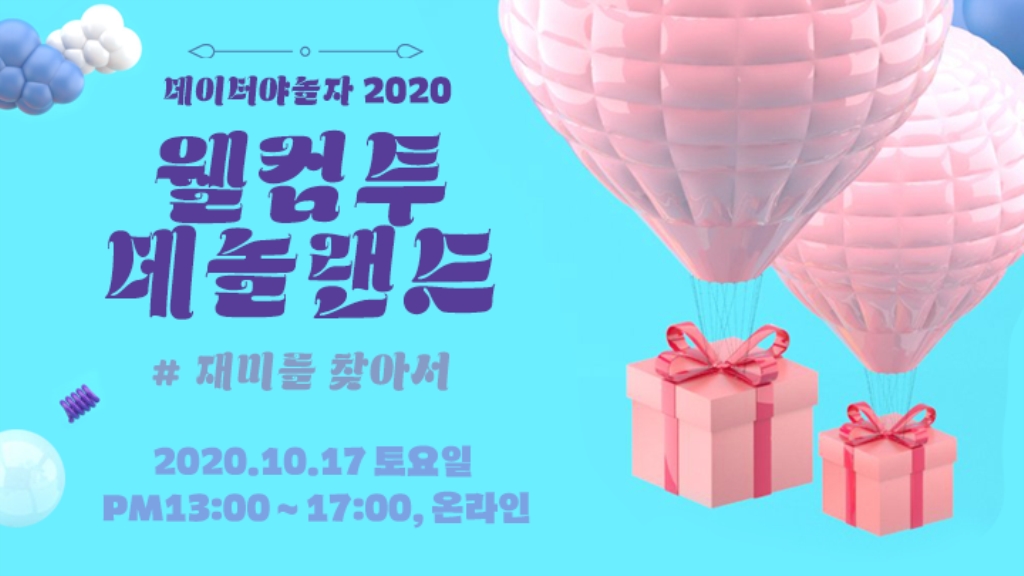 데이터야놀자 2020
웰컴 투
데놀랜드
# 재미를 찾아서
2020.10.17 토요일
PM13:00 ~ 17:00, 온라인